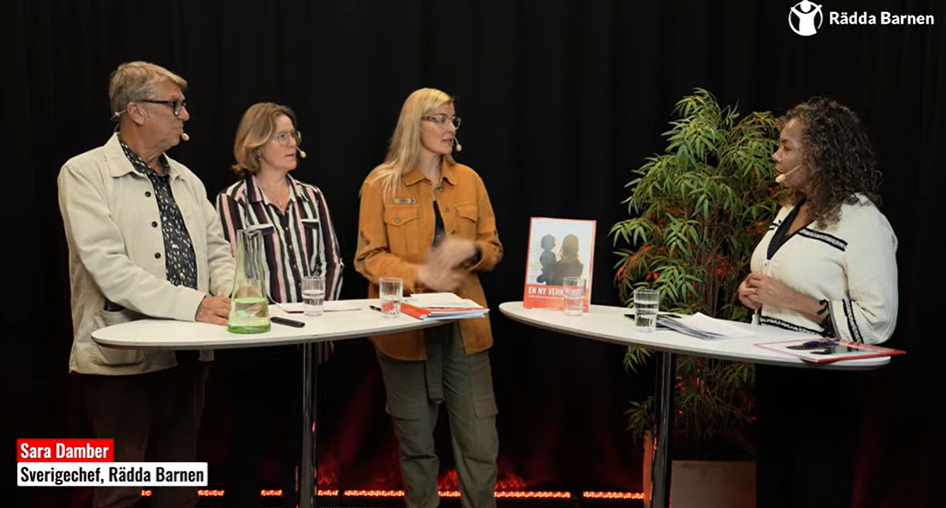 Rädda Barnen
EN NY VERK
Sara Damber
Sverigechef, Rädda Barnen